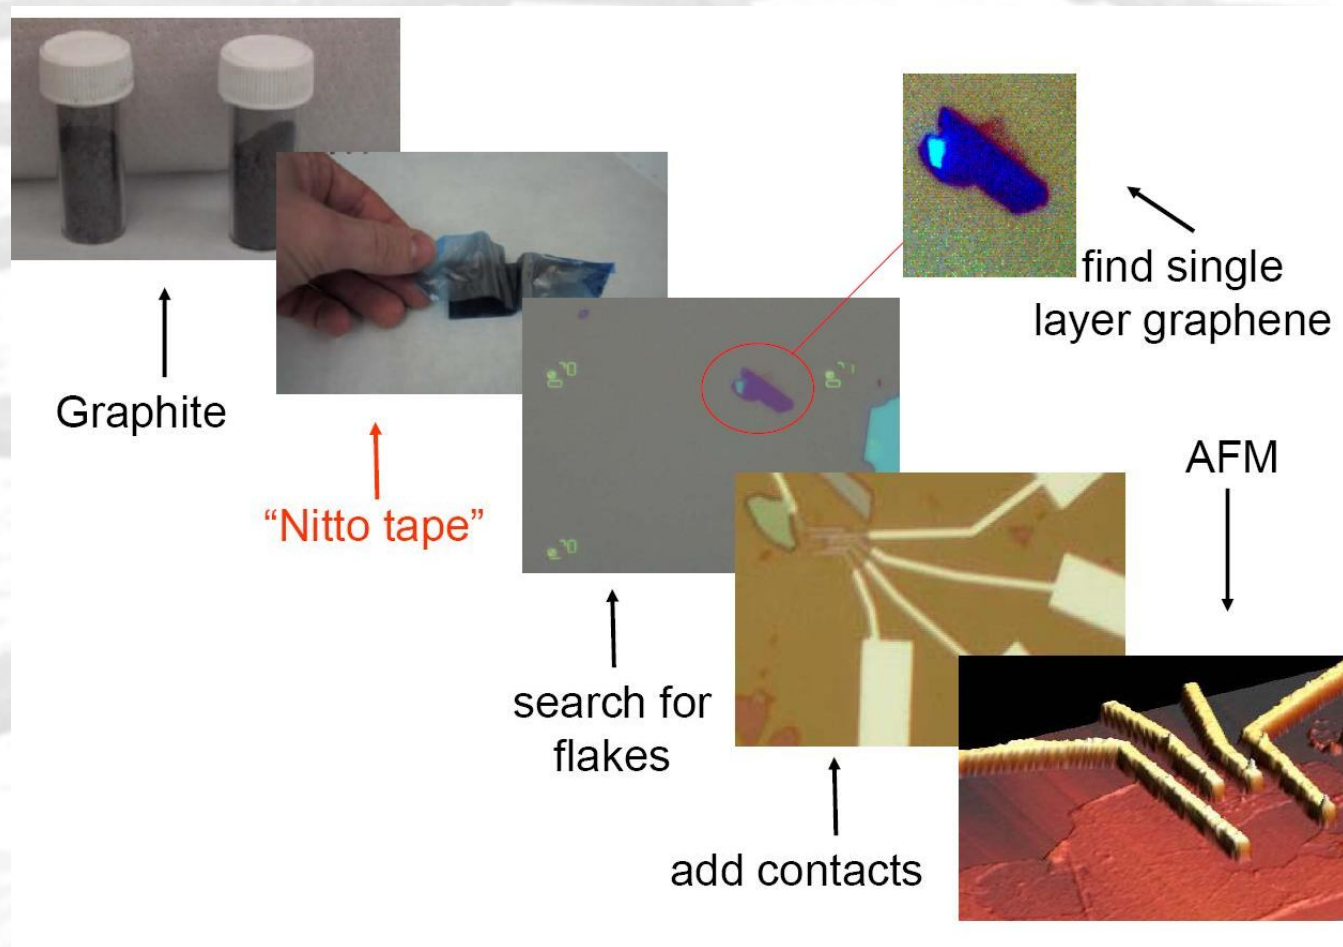 find single
layer graphene
Graphite
AFM
“Nitto tape”
search for
flakes
add contacts